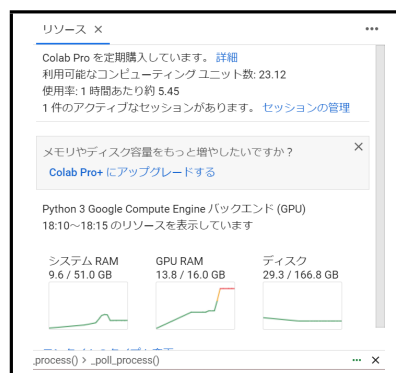 リソース ×
Colab Pro を定期購入しています。 詳細
利用可能なコンピューティング ユニット数: 23.12
使用率: 1 時間あたり約 5.45
1 件のアクティブなセッションがあります。 セッションの管理
メモリやディスク容量をもっと増やしたいですか？
Colab Pro+ にアップグレードする
Python 3 Google Compute Engine バックエンド (GPU)
18:10～18:15 のリソースを表示しています
システム RAM GPU RAM ディスク
9.6 / 51.0 GB 13.8 / 16.0 GB 29.3 / 166.8 GB
_process() > _poll_process()